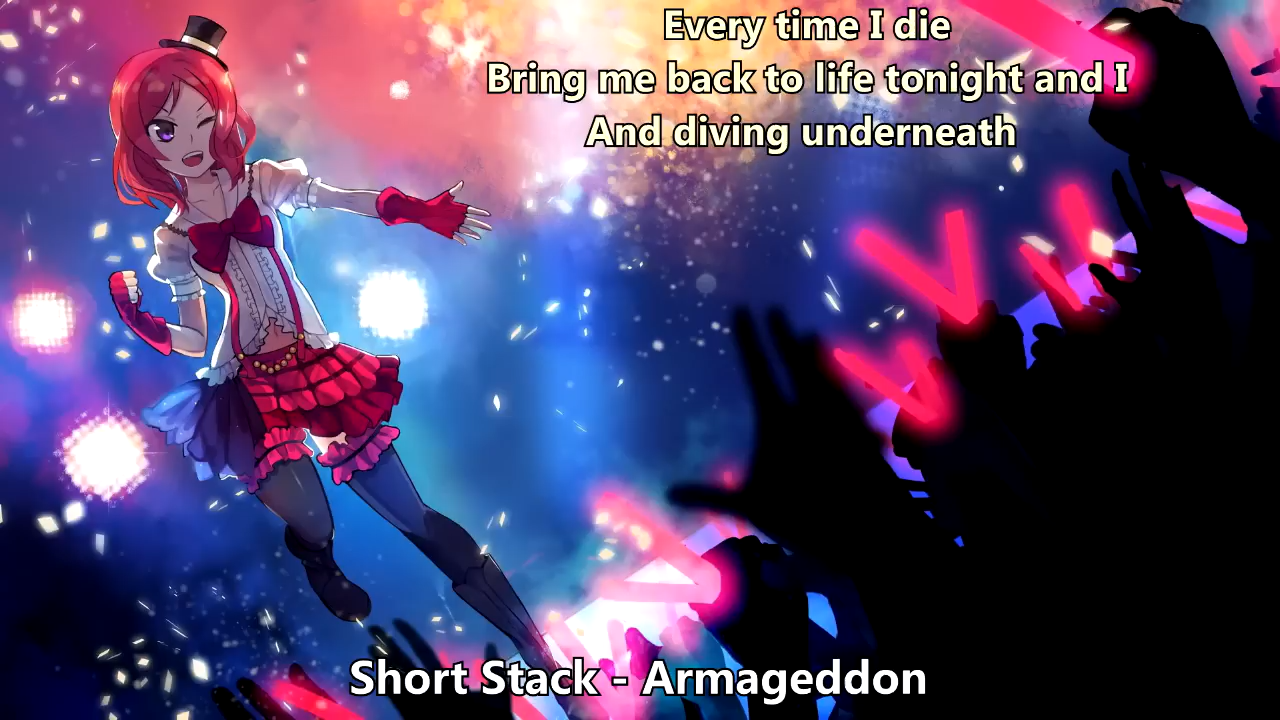 Every time I die
Bring me back to life tonight and I
And diving underneath
Short Stack - Armageddon